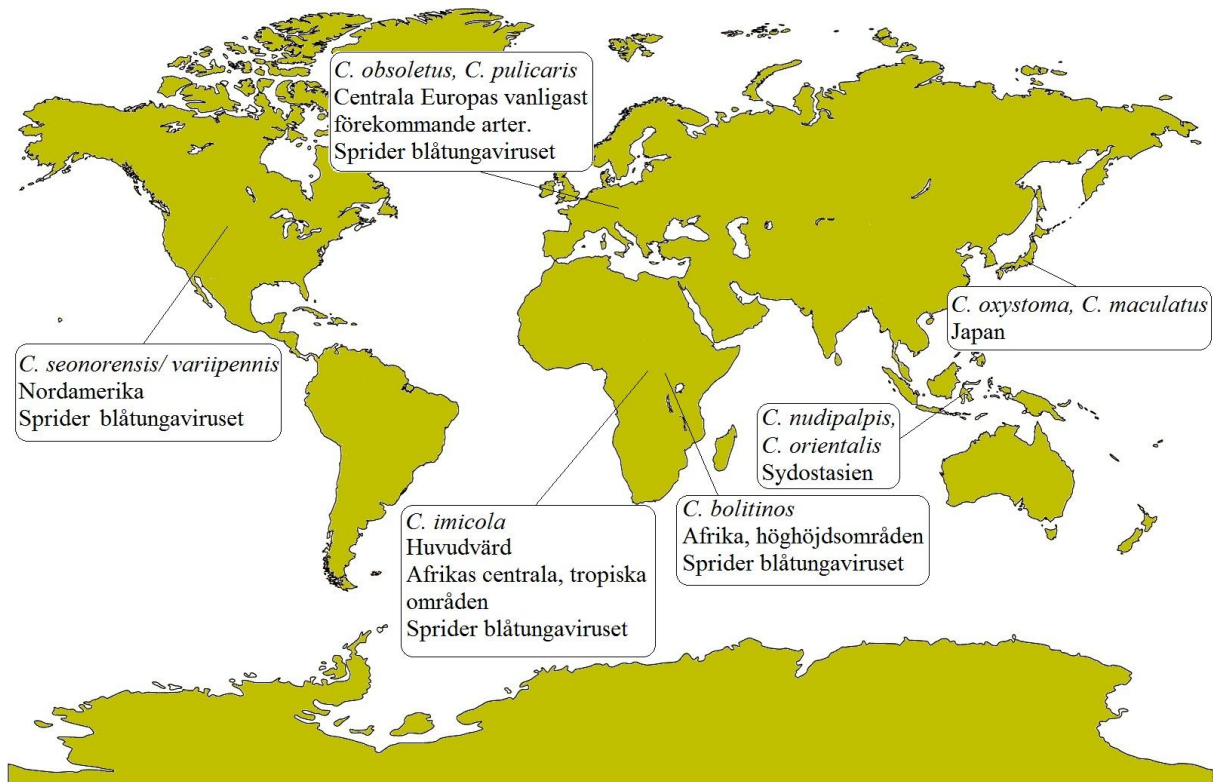 C. obsoletus, C. pulicaris
Centrala Europas vanligast
förekommande arter.
Sprider blåtungaviruset
C. oxystoma, C. maculatus
Japan
C. seonorensis/ variipennis
Nordamerika
Sprider blåtungaviruset
C. nudipalpis,
C. orientalis
Sydostasien
C. imicola
Huvudvärd
Afrikas centrala, tropiska
områden
Sprider blåtungaviruset
C. bolitinos
Afrika, höghöjdsområden
Sprider blåtungaviruset